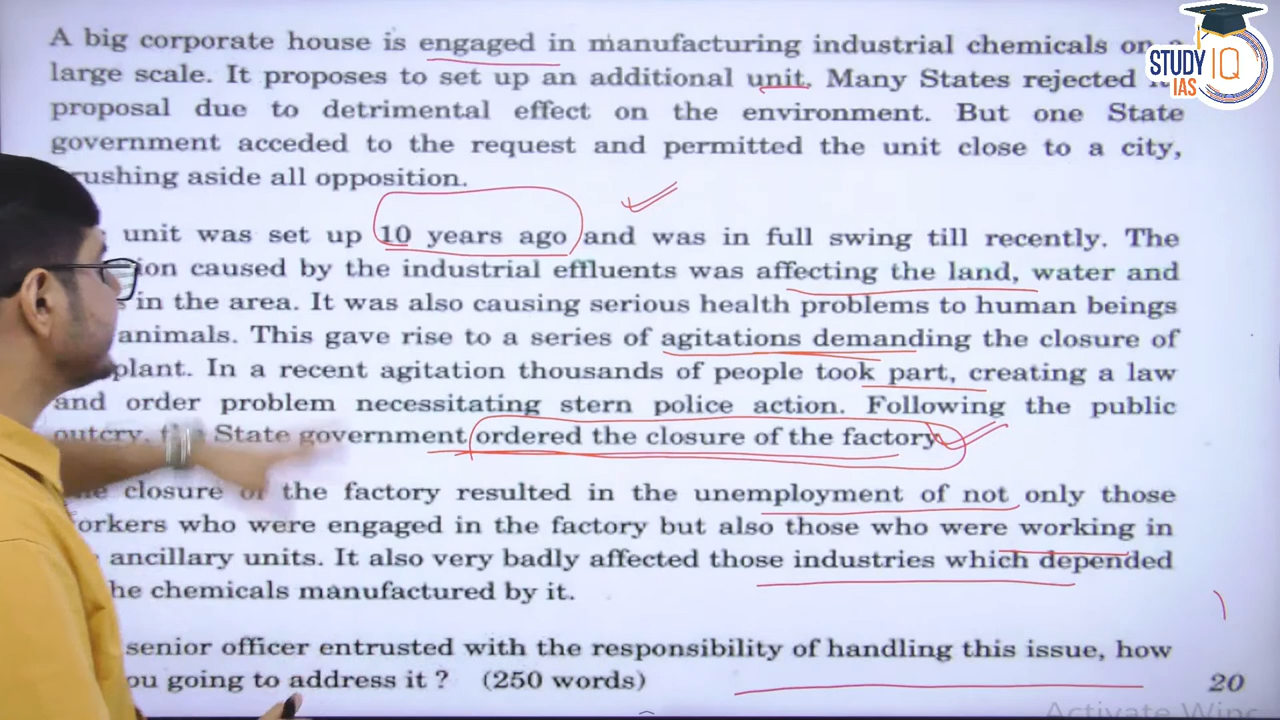 A big corporate house is engaged in manufacturing industrial chemicals on a
large scale. It proposes to set up an additional unit. Many States rejected
proposal due to detrimental effect on the environment. But one State
government acceded to the request and permitted the unit close to a city,
rushing aside all opposition.
unit was set up 10 years ago and was in full swing till recently. The
ion caused by the industrial effluents was affecting the land, water and
in the area. It was also causing serious health problems to human beings
animals. This gave rise to a series of agitations demanding the closure of
plant. In a recent agitation thousands of people took part, creating a law
and order problem necessitating stern police action. Following the public
outcry, the State government ordered the closure of the factory
closure of the factory resulted in the unemployment of not only those
orkers who were engaged in the factory but also those who were working in
ancillary units. It also very badly affected those industries which depended
he chemicals manufactured by it.
senior officer entrusted with the responsibility of handling this issue, how
ou going to address it ? (250 words) 20
STUDY IQ
IAS